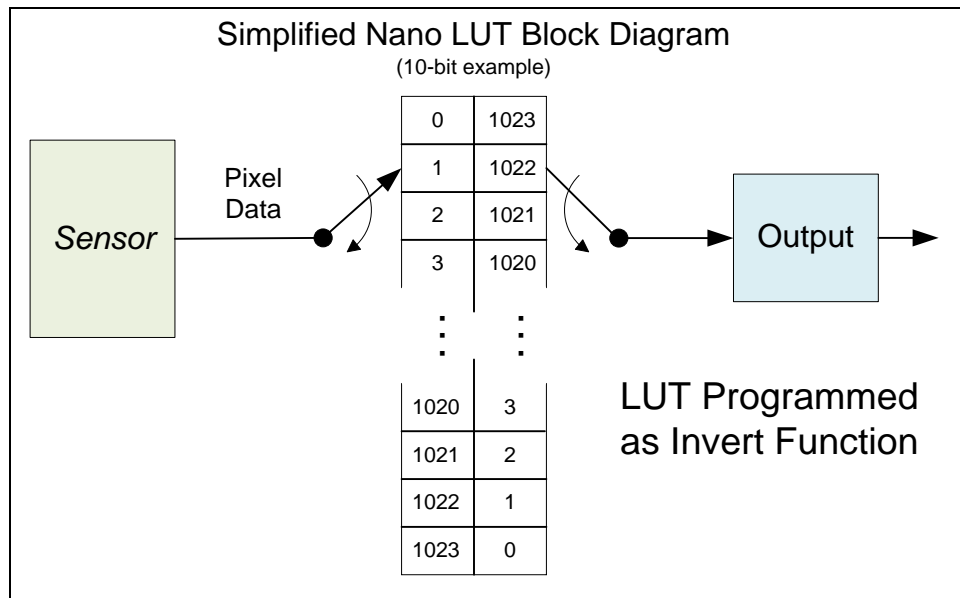 Simplified Nano LUT Block Diagram
(10-bit example)
0 1023
1 1022
2 1021
3 1020
Pixel
Data
Sensor
Output
1020 3
1021 2
1022 1
1023 0
LUT Programmed
as Invert Function